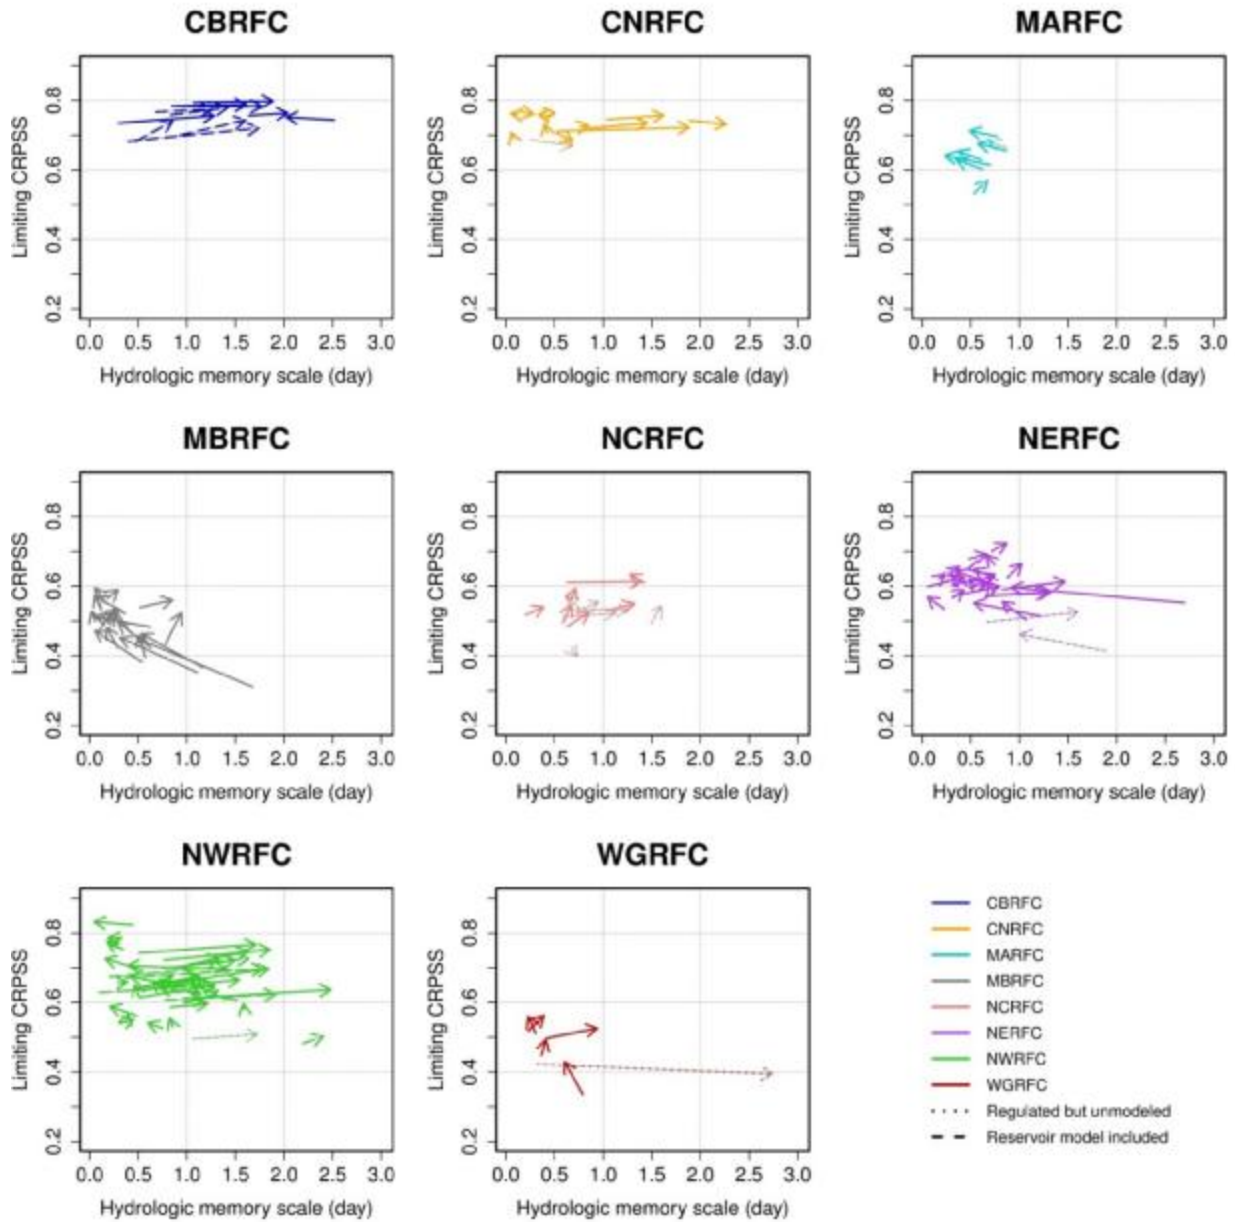 CBRFC
CNRFC
MARFC
Limiting CRPSS
0.2 0.4 0.6 0.8
0.0 0.5 1.0 1.5 2.0 2.5 3.0
Hydrologic memory scale (day)
Limiting CRPSS
0.2 0.4 0.6 0.8
0.0 0.5 1.0 1.5 2.0 2.5 3.0
Hydrologic memory scale (day)
Limiting CRPSS
0.2 0.4 0.6 0.8
0.0 0.5 1.0 1.5 2.0 2.5 3.0
Hydrologic memory scale (day)
MBRFC
NCRFC
NERFC
Limiting CRPSS
0.2 0.4 0.6 0.8
0.0 0.5 1.0 1.5 2.0 2.5 3.0
Hydrologic memory scale (day)
Limiting CRPSS
0.2 0.4 0.6 0.8
0.0 0.5 1.0 1.5 2.0 2.5 3.0
Hydrologic memory scale (day)
Limiting CRPSS
0.2 0.4 0.6 0.8
0.0 0.5 1.0 1.5 2.0 2.5 3.0
Hydrologic memory scale (day)
NWRFC
WGRFC
Limiting CRPSS
0.2 0.4 0.6 0.8
0.0 0.5 1.0 1.5 2.0 2.5 3.0
Hydrologic memory scale (day)
Limiting CRPSS
0.2 0.4 0.6 0.8
0.0 0.5 1.0 1.5 2.0 2.5 3.0
Hydrologic memory scale (day)
CBRFC
CNRFC
MARFC
MBRFC
NCRFC
NERFC
NWRFC
WGRFC
Regulated but unmodeled
Reservoir model included